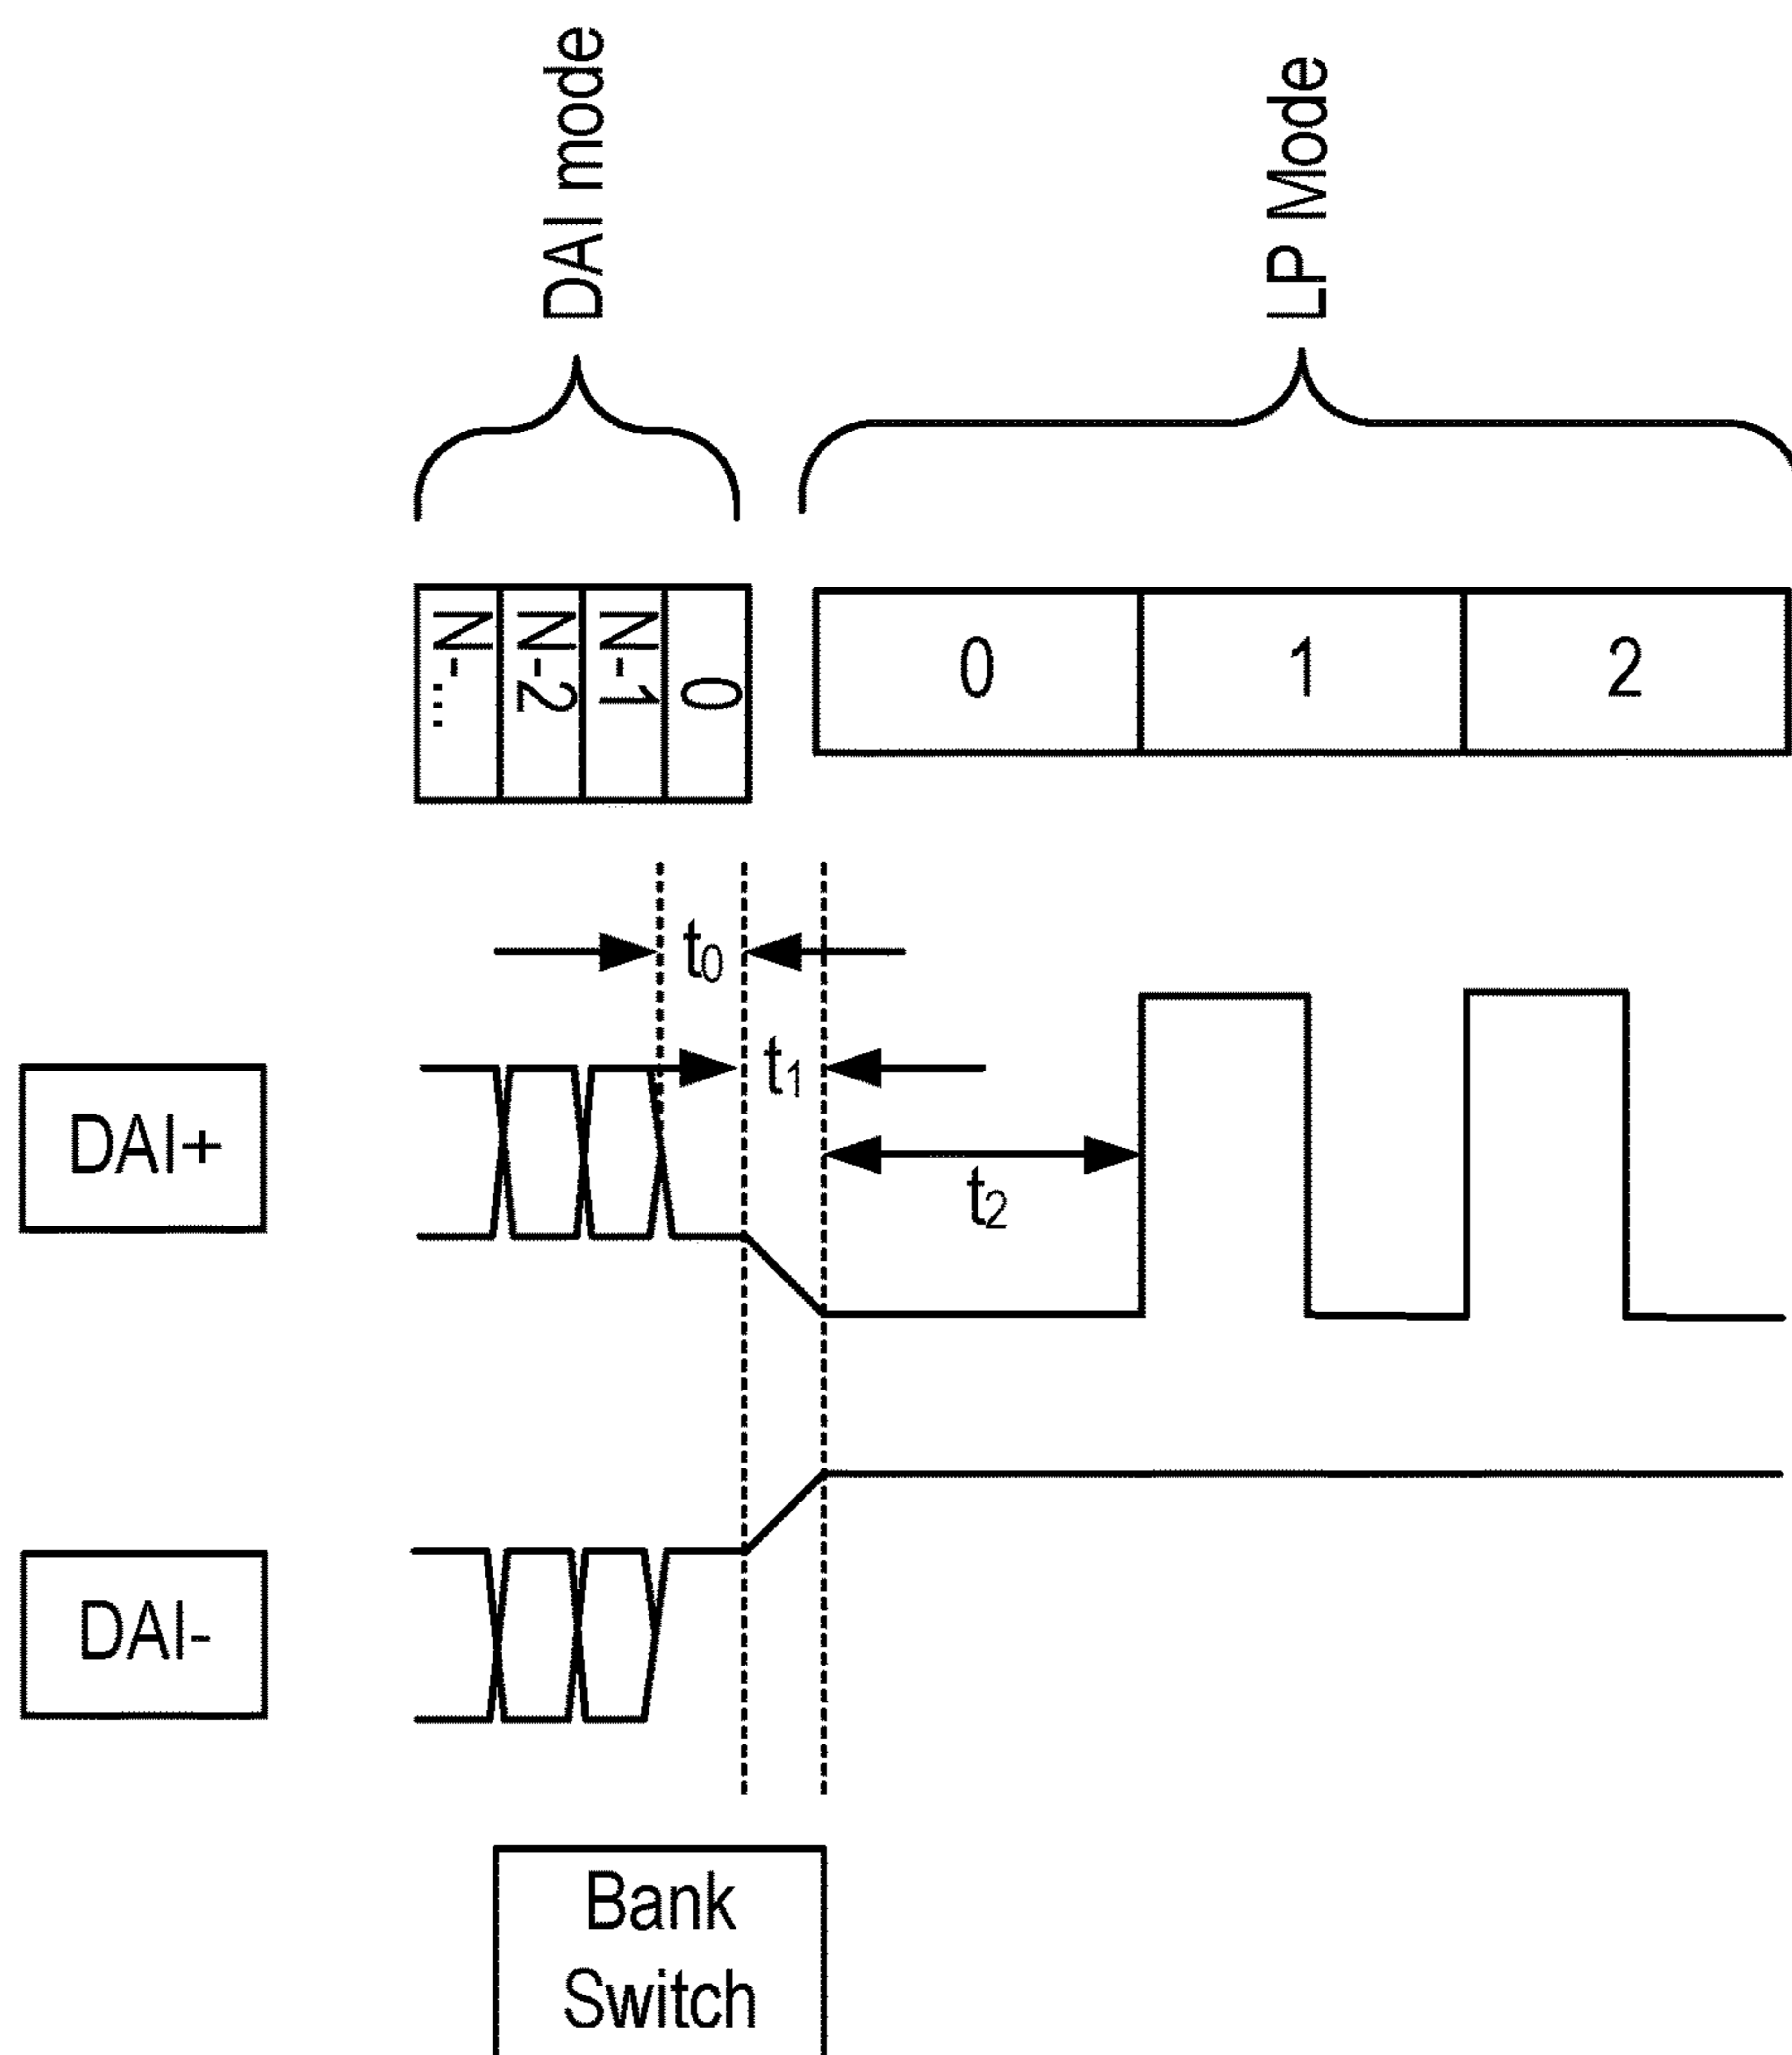 DAI mode
LP Mode
N-...
N-2
N-1
0
0
1
2
t0
t1
t2
DAI+
DAI-
Bank
Switch